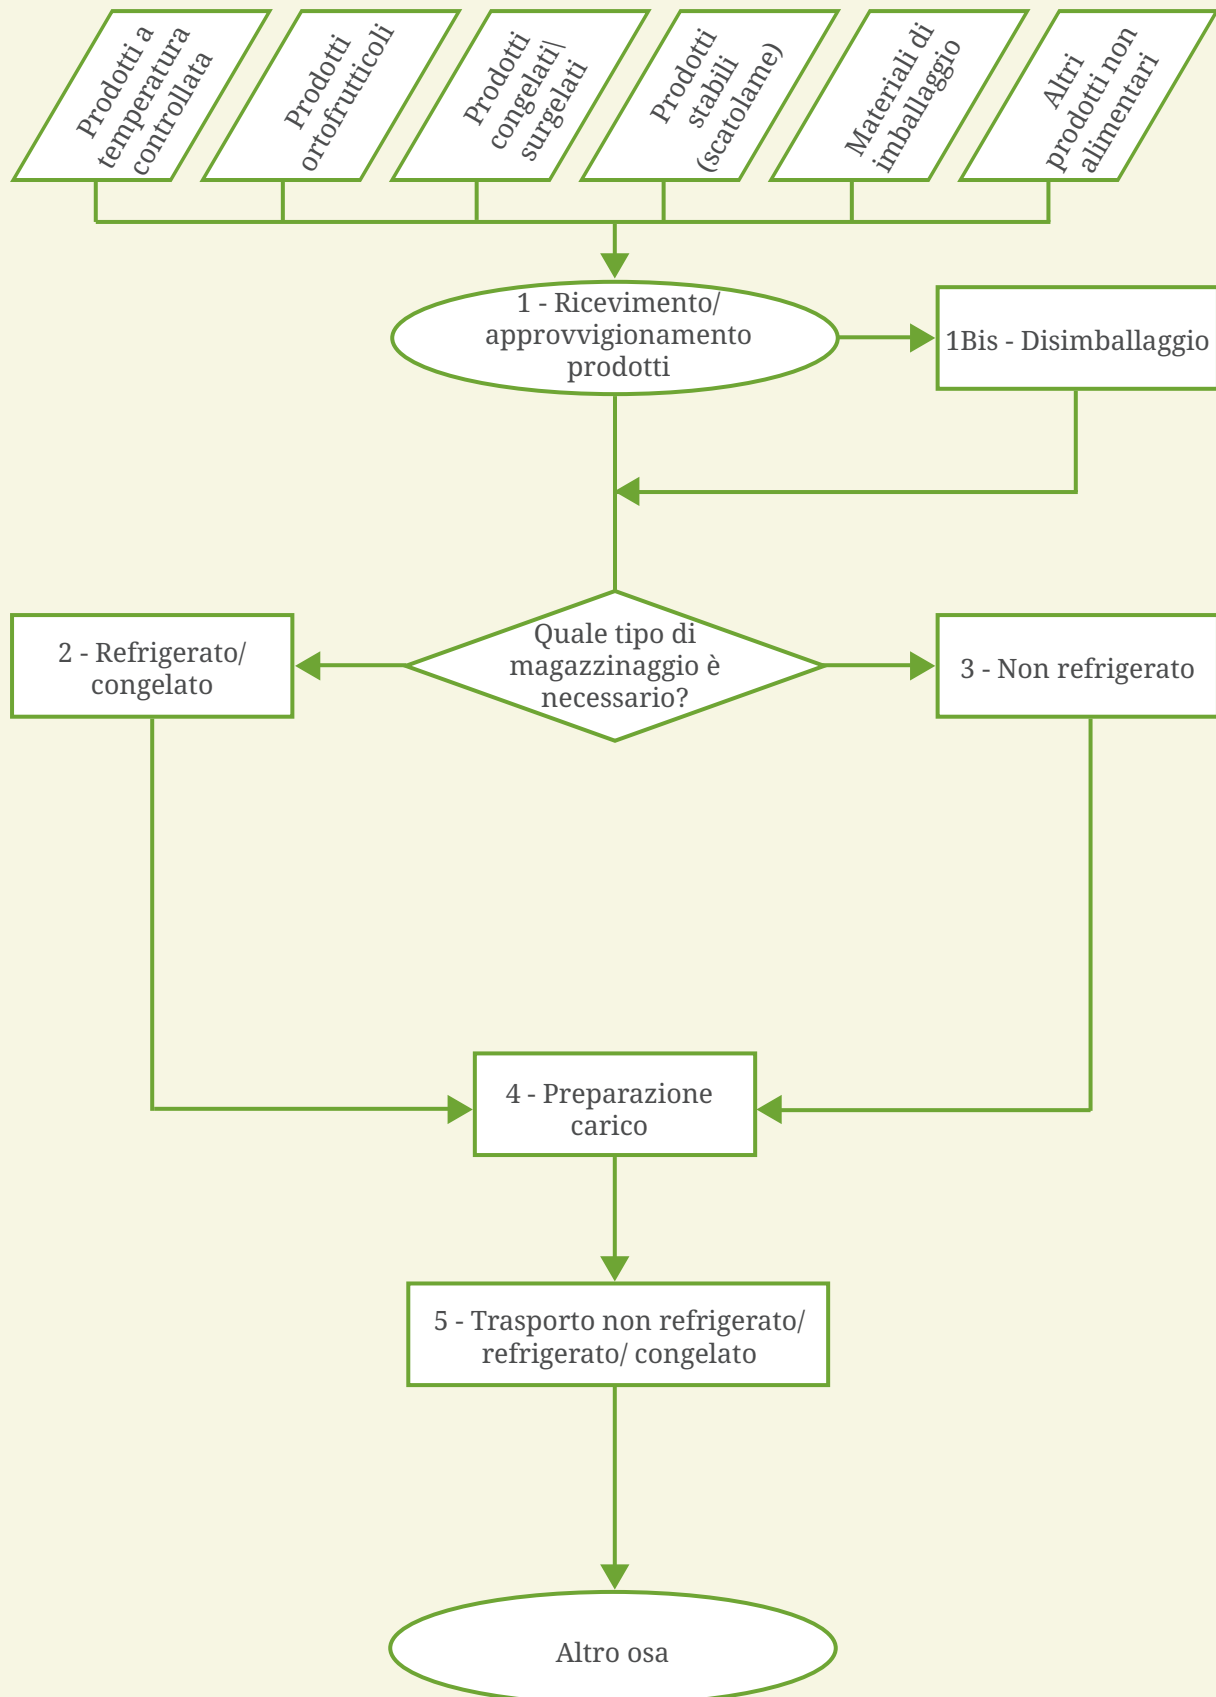 Prodotti a
temperatura
controllata
Prodotti
ortofrutticoli
Prodotti
congelati\
surgelati
Prodotti
stabili
(scatolame)
Materiali di
imballaggio
Altri
prodotti non
alimentari
1 - Ricevimento/
approvvigionamento
prodotti
1Bis - Disimballaggio
Quale tipo di
magazzinaggio è
necessario?
2 - Refrigerato/
congelato
3 - Non refrigerato
4 - Preparazione
carico
5 - Trasporto non refrigerato/
refrigerato/ congelato
Altro osa